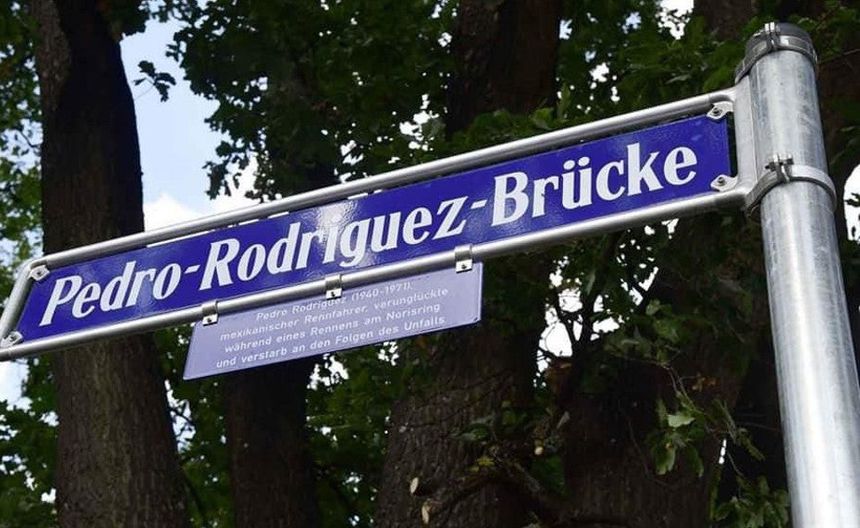 Pedro-Rodriguez-Brücke
Pedro Rodriguez (1940-1971),
mexikanischer Rennfahrer, verunglückte
während eines Rennens am Norisring
und verstarb an den Folgen des Unfalls